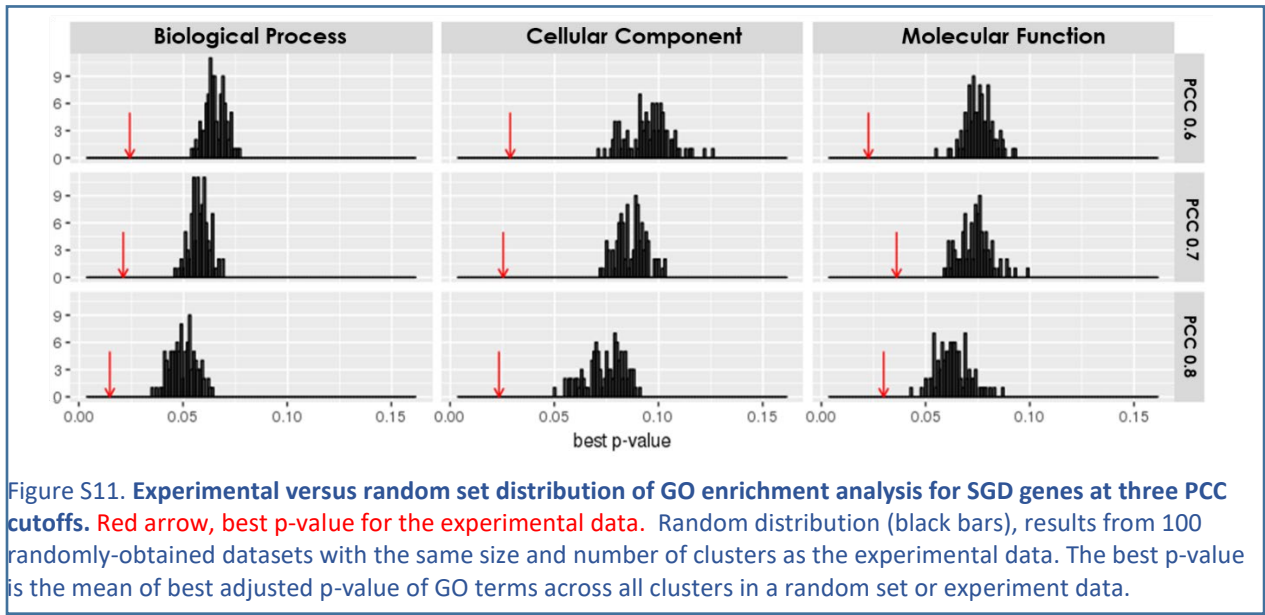 Biological Process Cellular Component Molecular Function
9
6
3
0
PCC 0.6
9
6
3
0
PCC 0.7
9
6
3
0
PCC 0.8
0.00 0.05 0.10 0.15 0.00 0.05 0.10 0.15 0.00 0.05 0.10 0.15
best p-value
Figure S11. Experimental versus random set distribution of GO enrichment analysis for SGD genes at three PCC
cutoffs. Red arrow, best p-value for the experimental data. Random distribution (black bars), results from 100
randomly-obtained datasets with the same size and number of clusters as the experimental data. The best p-value
is the mean of best adjusted p-value of GO terms across all clusters in a random set or experiment data.